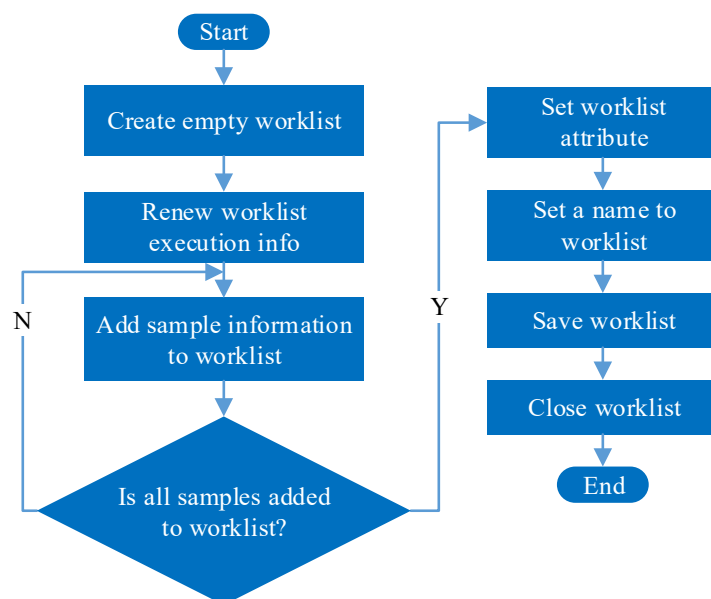 Start
Create empty worklist
Renew worklist
execution info
N
Add sample information
to worklist
Is all samples added
to worklist?
Y
Set worklist
attribute
Set a name to
worklist
Save worklist
Close worklist
End